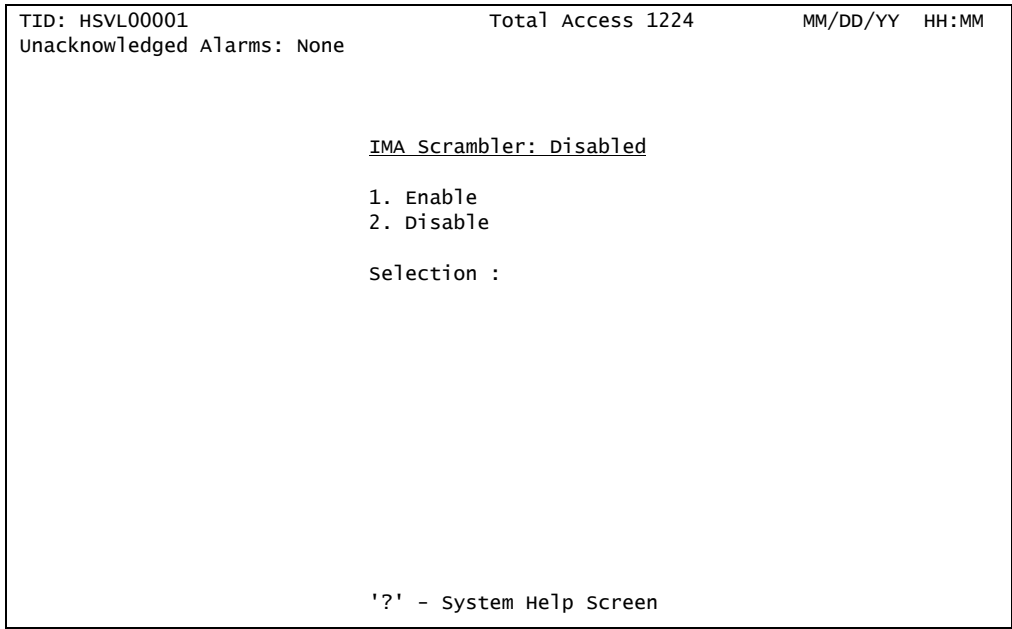 TID: HSVL00001 Total Access 1224 MM/DD/YY HH:MM
Unacknowledged Alarms: None
IMA Scrambler: Disabled
1. Enable
2. Disable
Selection :
'?' – System Help Screen